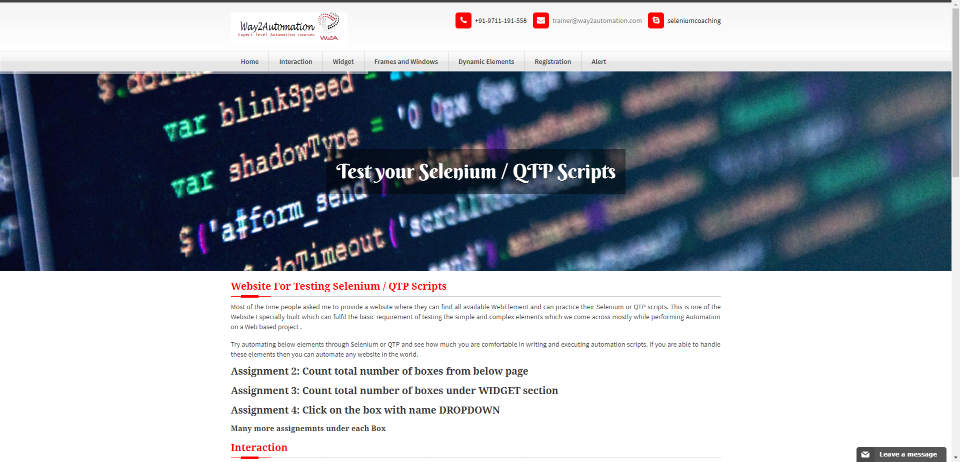 Way2Automation
Expert level Automation courses
W2A
+91-9711-191-558
trainer@way2automation.com
seleniumcoaching
Home
Interaction
Widget
Frames and Windows
Dynamic Elements
Registration
Alert
$.doTimeo
var blinkSpeed
var shadowType = '0 0px 6px 0px
$('a#form_send')
('scroll
$.doTimeout
'send')
Test your Selenium / QTP Scripts
Website For Testing Selenium / QTP Scripts
Most of the time people asked me to provide a website where they can find all available WebElement and can practice their Selenium or QTP scripts. This is one of the
Website I specially built which can fulfil the basic requirement of testing the simple and complex elements which we come across mostly while performing Automation
on a Web based project .
Try automating below elements through Selenium or QTP and see how much you are comfortable in writing and executing automation scripts. If you are able to handle
these elements then you can automate any website in the world.
Assignment 2: Count total number of boxes from below page
Assignment 3: Count total number of boxes under WIDGET section
Assignment 4: Click on the box with name DROPDOWN
Many more assignemnts under each Box
Interaction
Leave a message